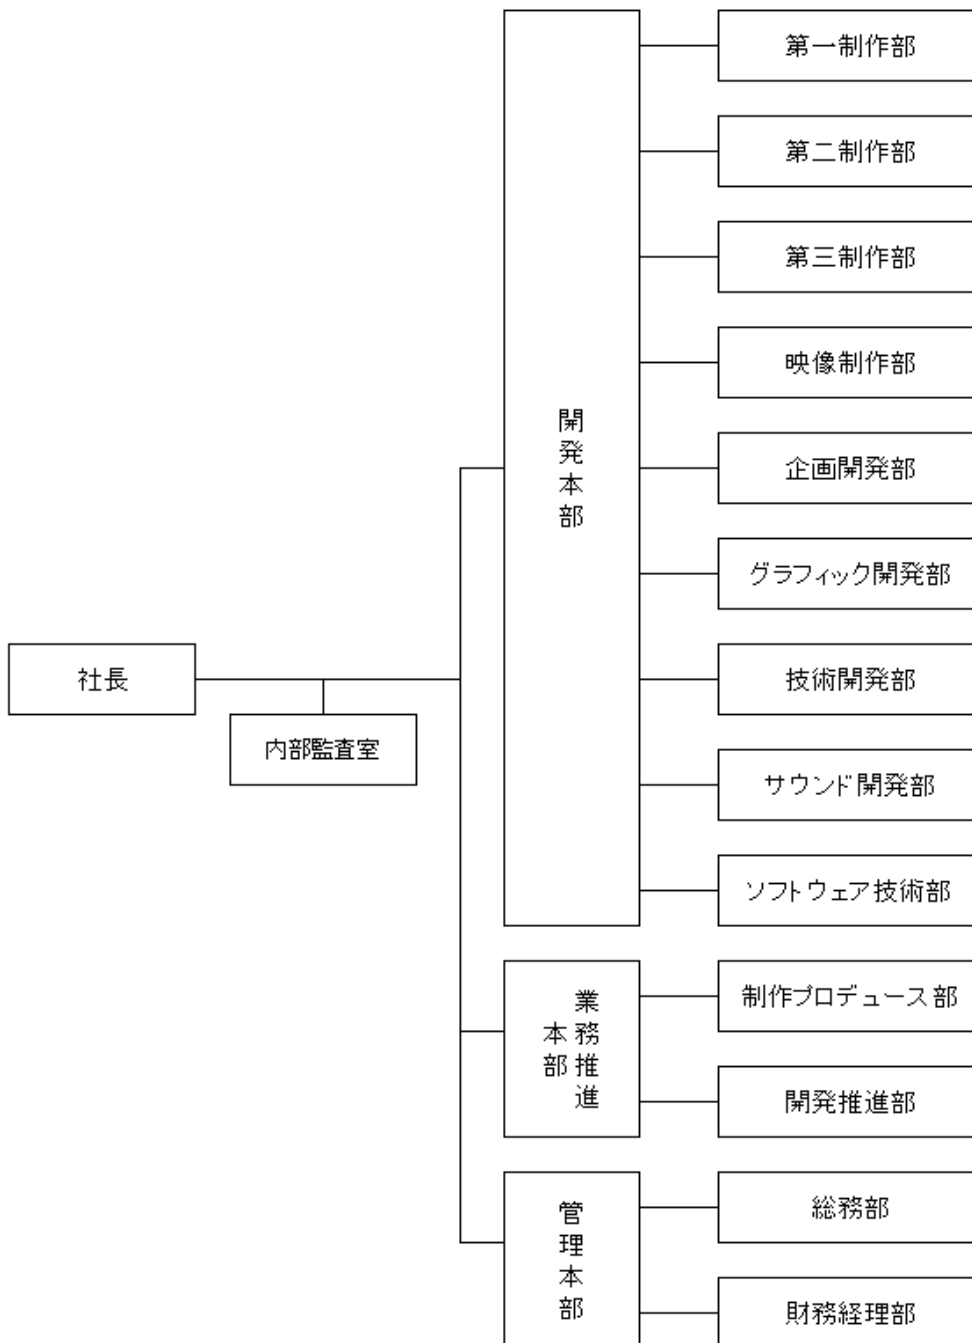 社長
内部監査室
開発本部
第一制作部
第二制作部
第三制作部
映像制作部
企画開発部
グラフィック開発部
技術開発部
サウンド開発部
ソフトウェア技術部
業務推進
本部
制作プロデュース部
開発推進部
管理本部
総務部
財務経理部